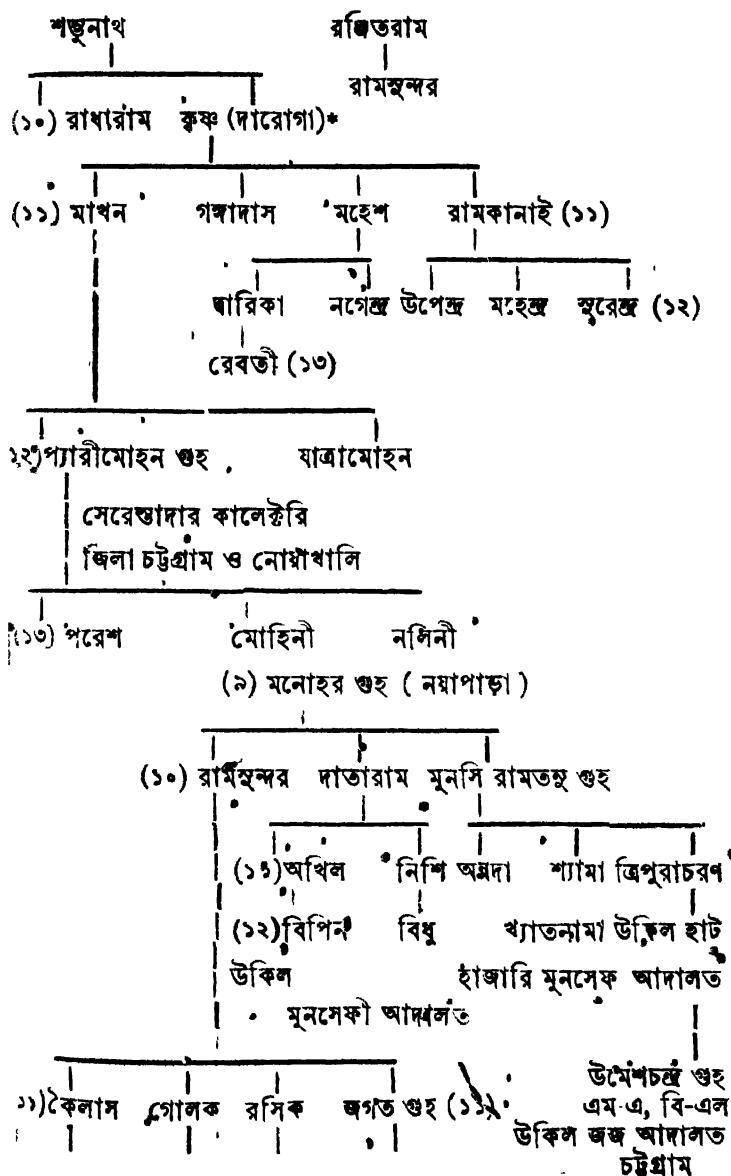 শম্ভুনাথ রঞ্জিতরাম
রামসুন্দর
(১০) রাধারাম কৃষ্ণ (দারোগা)*
(১১) মাখন গঙ্গাদাস মহেশ রামকানাই (১১)
দ্বারিকা নগেন্দ্র উপেন্দ্র মহেন্দ্র সুরেন্দ্র (১২)
রেবতী (১৩)
১২) প্যারীমোহন গুহ যাত্রামোহন
সেরেস্তাদার কালেক্টরি
জিলা চট্টগ্রাম ও নোয়াখালি
(১৩) পরেশ মোহিনী নলিনী
(৯) মনোহর গুহ ( নয়াপাড়া )
(১০) রামসুন্দর দাতারাম মুনসি রামতনু গুহ
(১১) অখিল নিশি অন্নদা শ্যামা ত্রিপুরাচরণ
(১২) বিপিন বিধু খ্যাতনামা উকিল হাট
উকিল হাজারি মুনসেফ আদালত
মুনসেফী আদালত
১১) কৈলাস গোলক রসিক জগত গুহ (১১) উমেশচন্দ্র গুহ
এম-এ, বি-এল
উকিল জজ আদালত
চট্টগ্রাম